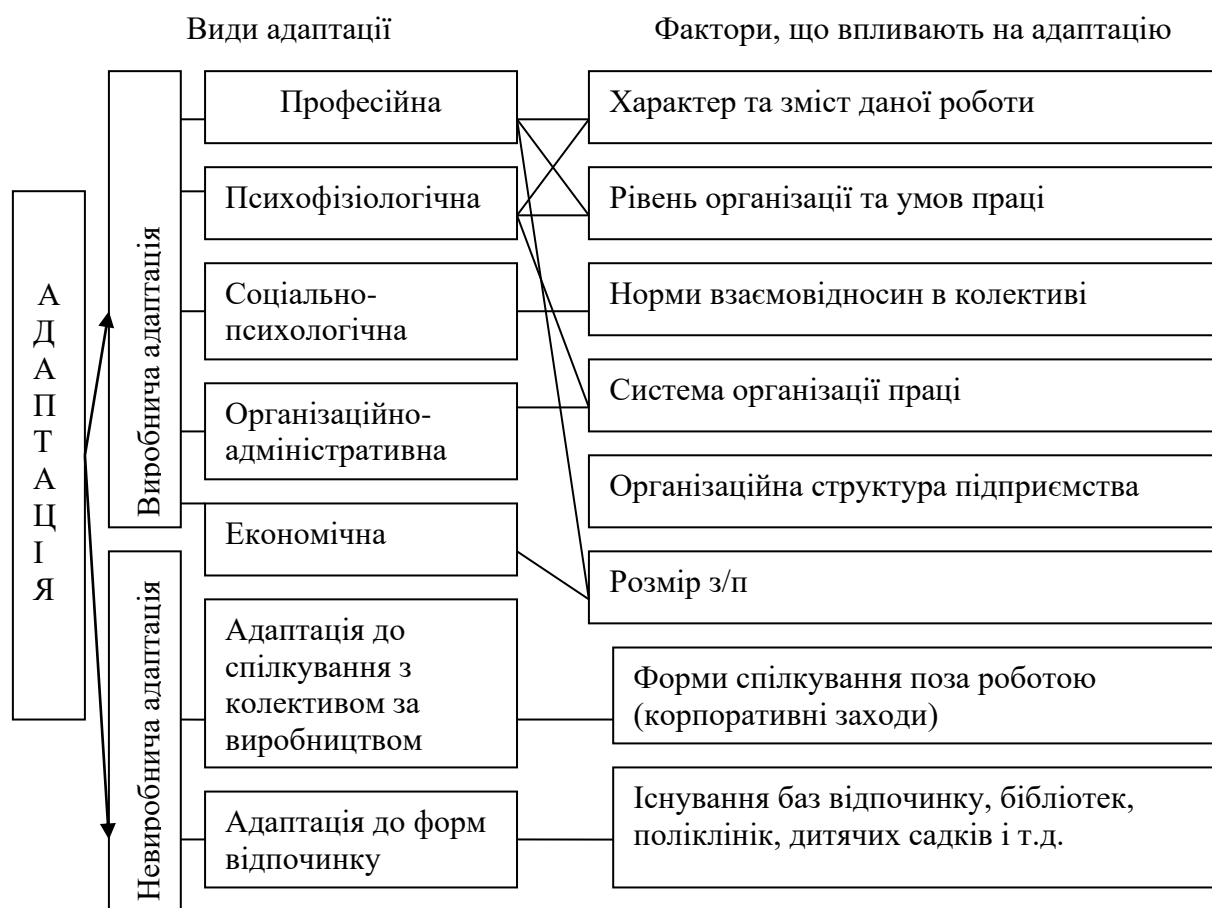 Види адаптації
Фактори, що впливають на адаптацію
АДАПТАЦІЯ
Виробнича адаптація
Професійна
Психофізіологічна
Соціально-
психологічна
Організаційно-
адміністративна
Економічна
Невиробнича адаптація
Адаптація до
спілкування з
колективом за
виробництвом
Адаптація до форм
відпочинку
Характер та зміст даної роботи
Рівень організації та умов праці
Норми взаємовідносин в колективі
Система організації праці
Організаційна структура підприємства
Розмір з/п
Форми спілкування поза роботою
(корпоративні заходи)
Існування баз відпочинку, бібліотек,
поліклінік, дитячих садків і т.д.